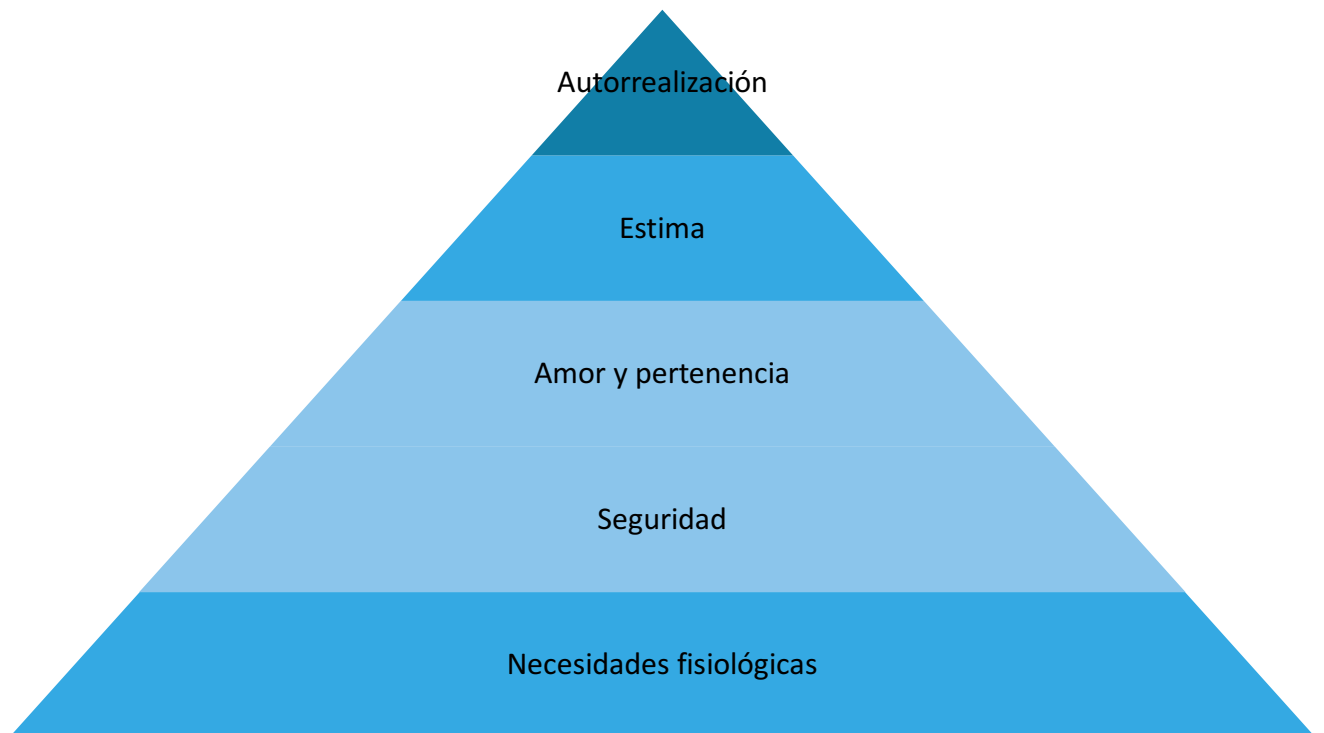 Autorrealización
Estima
Amor y pertenencia
Seguridad
Necesidades fisiológicas